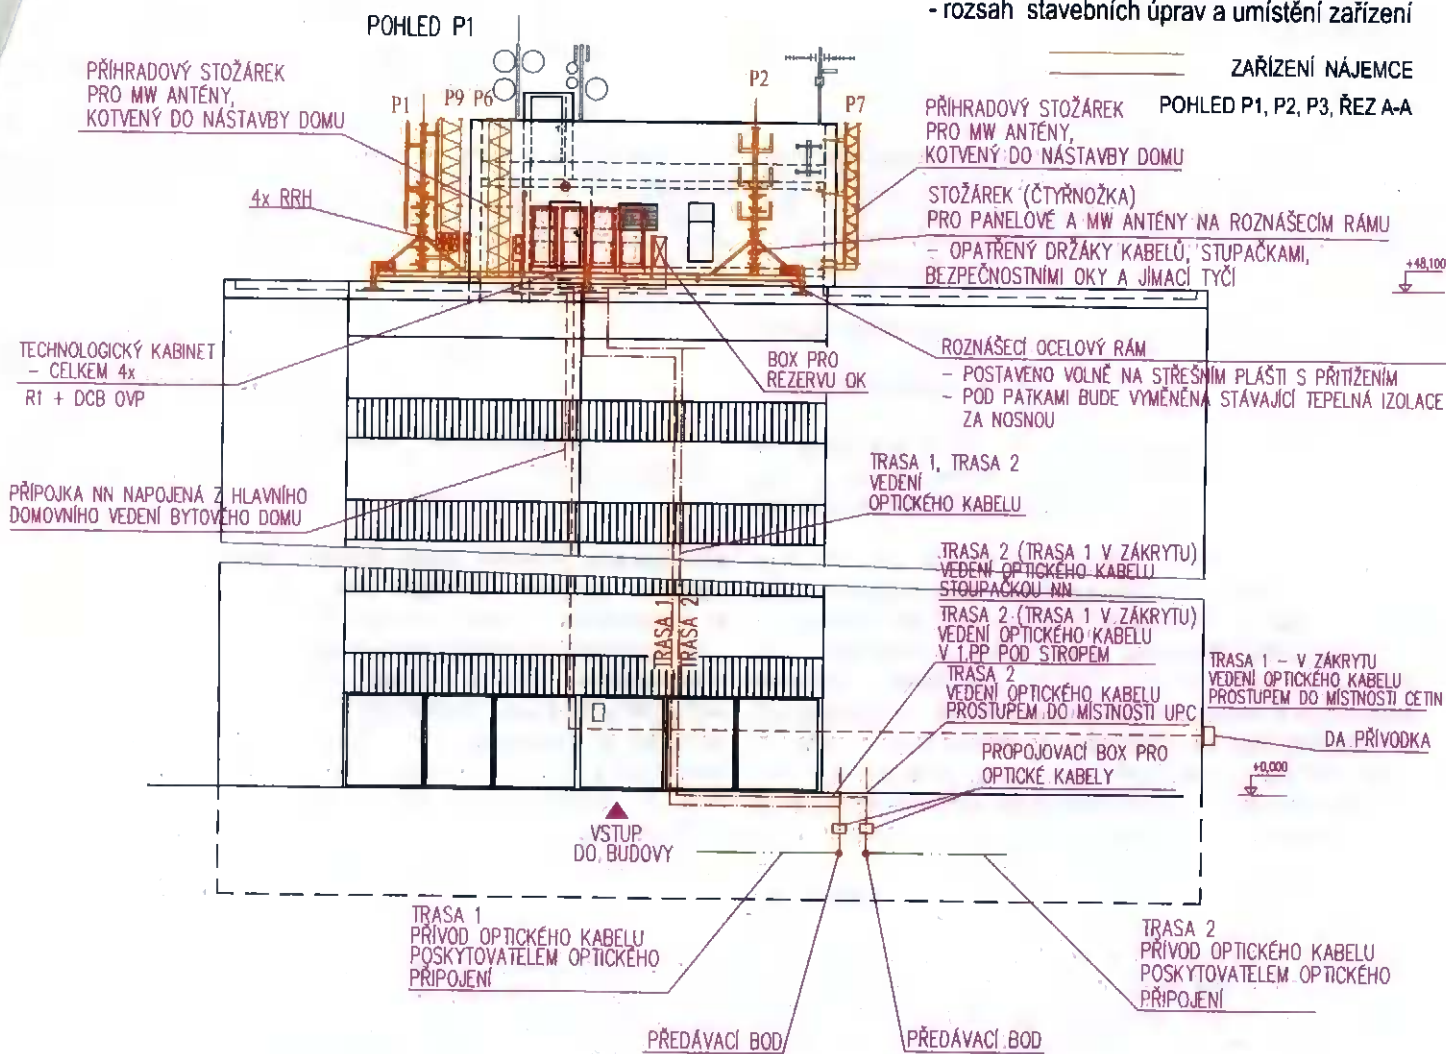 - rozsah stavebních úprav a umístění zařízení
POHLED P1
ZAŘÍZENÍ NÁJEMCE
POHLED P1, P2, P3, ŘEZ A-A
PŘÍHRADOVÝ STOŽÁREK
PRO MW ANTÉNY,
KOTVENÝ DO NÁSTAVBY DOMU
P1
P9
P6
P2
P7
PŘÍHRADOVÝ STOŽÁREK
PRO MW ANTÉNY,
KOTVENÝ DO NÁSTAVBY DOMU
4x RRH
STOŽÁREK (ČTYŘNOŽKA)
PRO PANELOVÉ A MW ANTÉNY NA ROZNÁŠECÍM RÁMU
- OPATŘENÝ DRŽÁKY KABELŮ, STUPAČKAMI,
BEZPEČNOSTNÍMI OKY A JÍMACÍ TYČÍ
+48,100
TECHNOLOGICKÝ KABINET
- CELKEM 4x
R1 + DCB OVP
BOX PRO
REZERVU OK
ROZNÁŠECÍ OCELOVÝ RÁM
- POSTAVENO VOLNĚ NA STŘEŠNÍM PLÁŠTI S PŘITÍŽENÍM
- POD PATKAMI BUDE VYMĚNĚNA STÁVAJÍCÍ TEPELNÁ IZOLACE
ZA NOSNOU
PŘÍPOJKA NN NAPOJENÁ Z HLAVNÍHO
DOMOVNÍHO VEDENÍ BYTOVÉHO DOMU
TRASA 1, TRASA 2
VEDENÍ
OPTICKÉHO KABELU
TRASA 2 (TRASA 1 V ZÁKRYTU)
VEDENÍ OPTICKÉHO KABELU
STOUPAČKOU NN
TRASA 1
TRASA 2
TRASA 2 (TRASA 1 V ZÁKRYTU)
VEDENÍ OPTICKÉHO KABELU
V 1.PP POD STROPEM
TRASA 2
VEDENÍ OPTICKÉHO KABELU
PROSTUPEM DO MÍSTNOSTI UPC
TRASA 1 - V ZÁKRYTU
VEDENÍ OPTICKÉHO KABELU
PROSTUPEM DO MÍSTNOSTI CETIN
DA PŘÍVODKA
PROPOJOVACÍ BOX PRO
OPTICKÉ KABELY
+0,000
VSTUP
DO BUDOVY
TRASA 1
PŘÍVOD OPTICKÉHO KABELU
POSKYTOVATELEM OPTICKÉHO
PŘIPOJENÍ
TRASA 2
PŘÍVOD OPTICKÉHO KABELU
POSKYTOVATELEM OPTICKÉHO
PŘIPOJENÍ
PŘEDÁVACÍ BOD
PŘEDÁVACÍ BOD